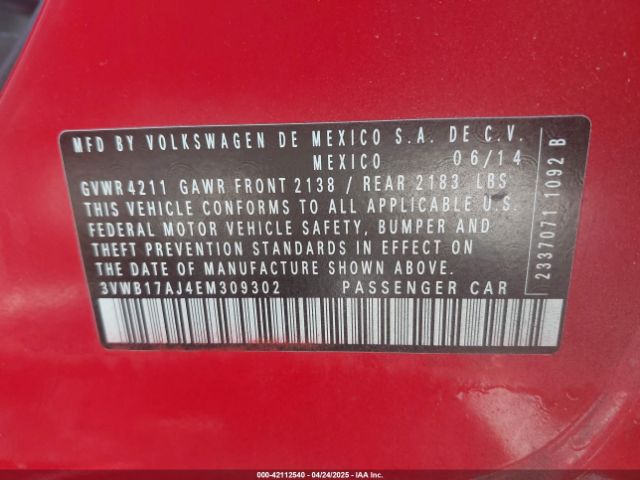 MFD BY VOLKSWAGEN DE MEXICO S.A. DE C.V.
MEXICO 06/14
GVWR 4211 GAWR FRONT 2138 / REAR 2183 LBS
THIS VEHICLE CONFORMS TO ALL APPLICABLE U.S.
FEDERAL MOTOR VEHICLE SAFETY, BUMPER AND
THEFT PREVENTION STANDARDS IN EFFECT ON
THE DATE OF MANUFACTURE SHOWN ABOVE.
3VWB17AJ4EM309302 PASSENGER CAR
2337071 1092 B
000-42112540 - 04/24/2025 - IAAI.COM